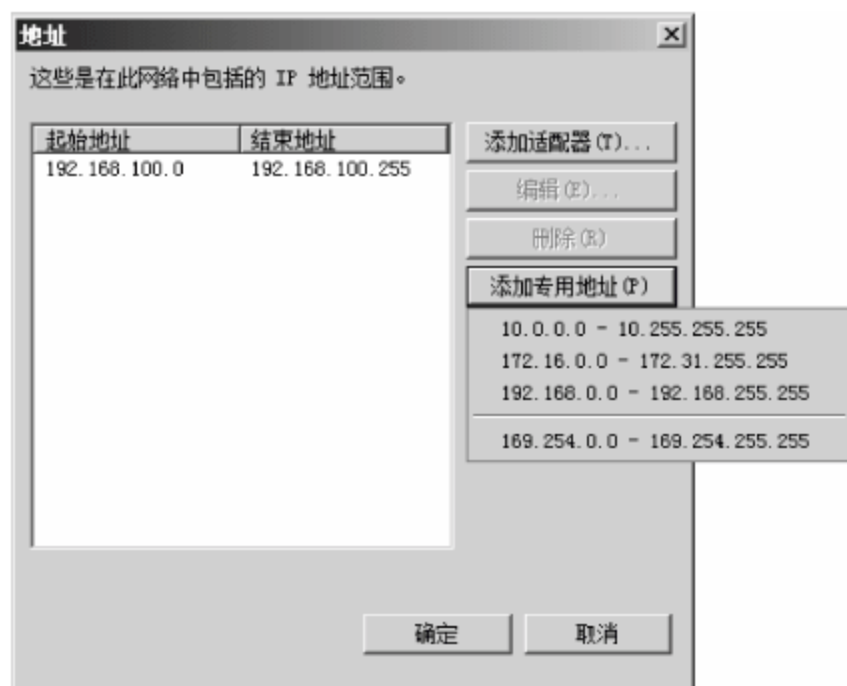 地址
这些是在此网络中包括的 IP 地址范围。
起始地址 结束地址
192.168.100.0 192.168.100.255
添加适配器(T)...
编辑(E)...
删除(R)
添加专用地址(P)
10.0.0.0 - 10.255.255.255
172.16.0.0 - 172.31.255.255
192.168.0.0 - 192.168.255.255
169.254.0.0 - 169.254.255.255
确定 取消